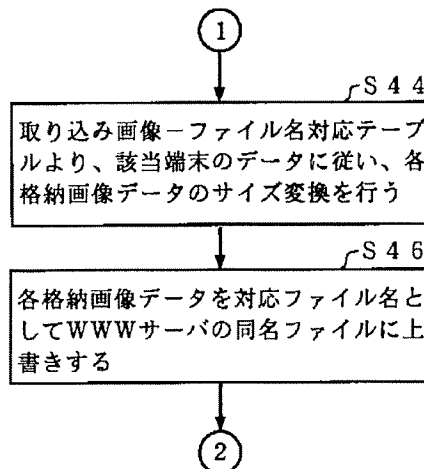 1
S44
取り込み画像－ファイル名対応テーブ
ルより、該当端末のデータに従い、各
格納画像データのサイズ変換を行う
S46
各格納画像データを対応ファイル名と
してWWWサーバの同名ファイルに上
書きする
2